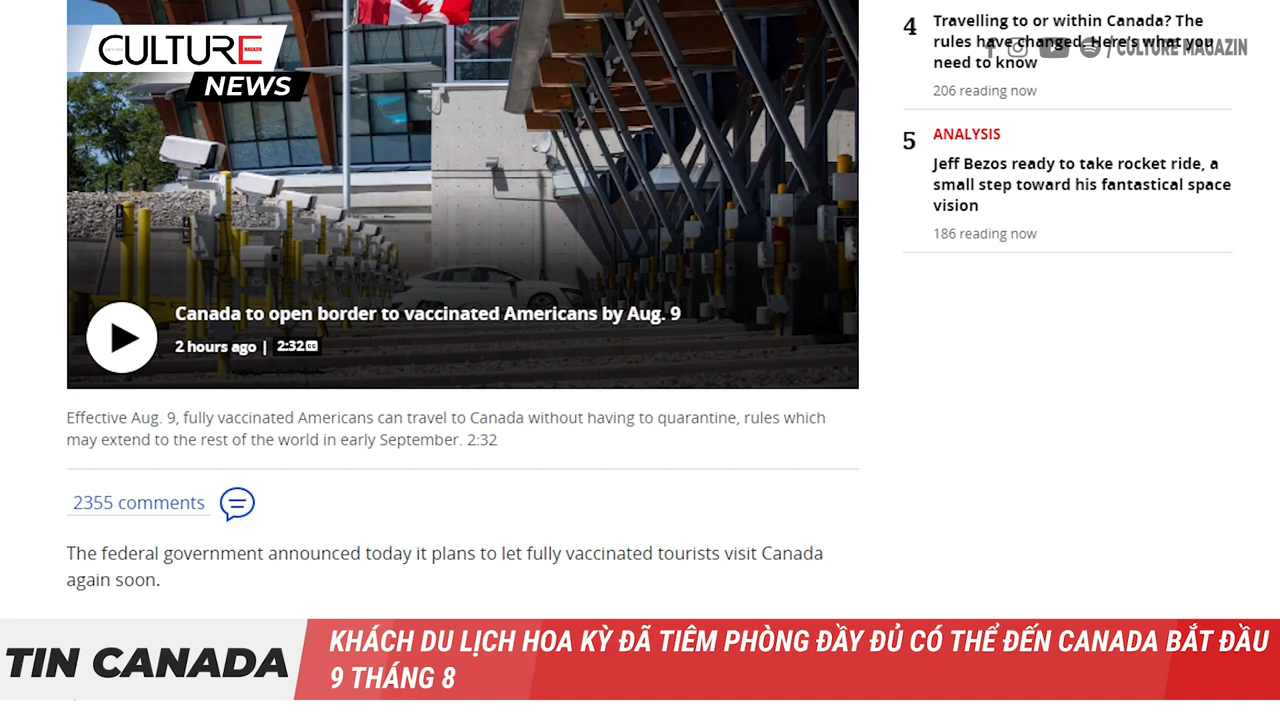 CULTURE
MAGAZIN
NEWS
Canada to open border to vaccinated Americans by Aug. 9
2 hours ago | 2:32 CC
Effective Aug. 9, fully vaccinated Americans can travel to Canada without having to quarantine, rules which
may extend to the rest of the world in early September. 2:32
2355 comments
The federal government announced today it plans to let fully vaccinated tourists visit Canada
again soon.
4
Travelling to or within Canada? The
rules have changed. Here's what you
need to know
206 reading now
/ CULTURE MAGAZIN
5
ANALYSIS
Jeff Bezos ready to take rocket ride, a
small step toward his fantastical space
vision
186 reading now
TIN CANADA
KHÁCH DU LỊCH HOA KỲ ĐÃ TIÊM PHÒNG ĐẦY ĐỦ CÓ THỂ ĐẾN CANADA BẮT ĐẦU
9 THÁNG 8